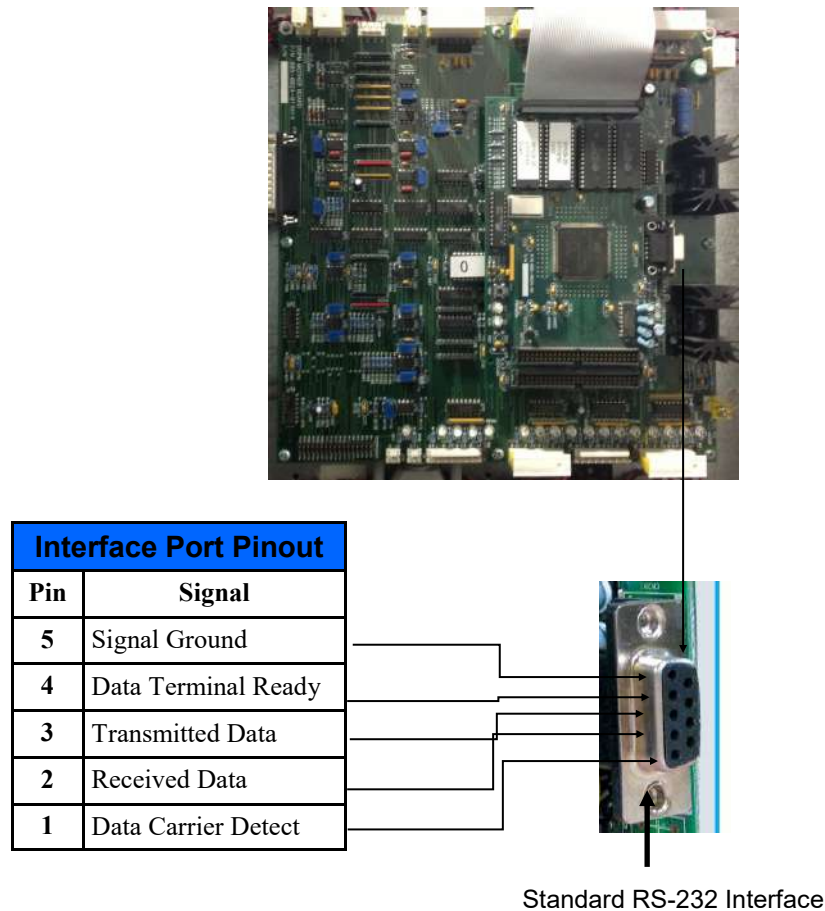 0
Interface Port Pinout
Pin Signal
5 Signal Ground
4 Data Terminal Ready
3 Transmitted Data
2 Received Data
1 Data Carrier Detect
Standard RS-232 Interface